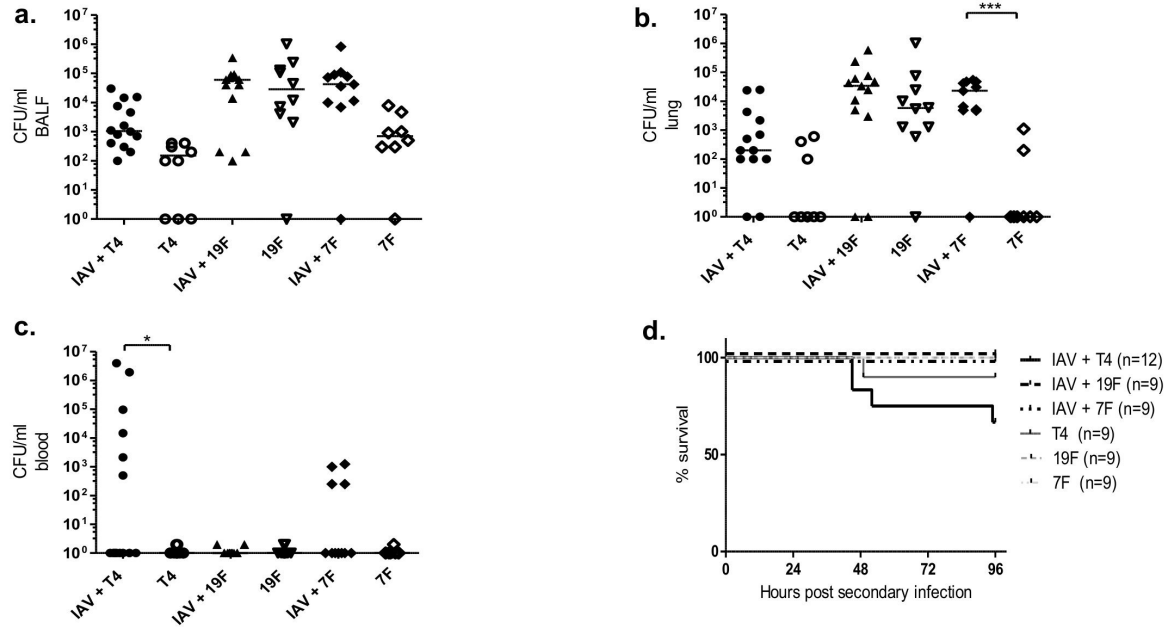 a.
CFU/ml
BALF
10⁷
10⁶
10⁵
10⁴
10³
10²
10¹
10⁰
IAV + T4
T4
IAV + 19F
19F
IAV + 7F
7F
b.
***
CFU/ml
lung
10⁷
10⁶
10⁵
10⁴
10³
10²
10¹
10⁰
IAV + T4
T4
IAV + 19F
19F
IAV + 7F
7F
c.
*
CFU/ml
blood
10⁷
10⁶
10⁵
10⁴
10³
10²
10¹
10⁰
IAV + T4
T4
IAV + 19F
19F
IAV + 7F
7F
d.
% survival
100
50
0
0 24 48 72 96
Hours post secondary infection
IAV + T4 (n=12)
IAV + 19F (n=9)
IAV + 7F (n=9)
T4 (n=9)
19F (n=9)
7F (n=9)